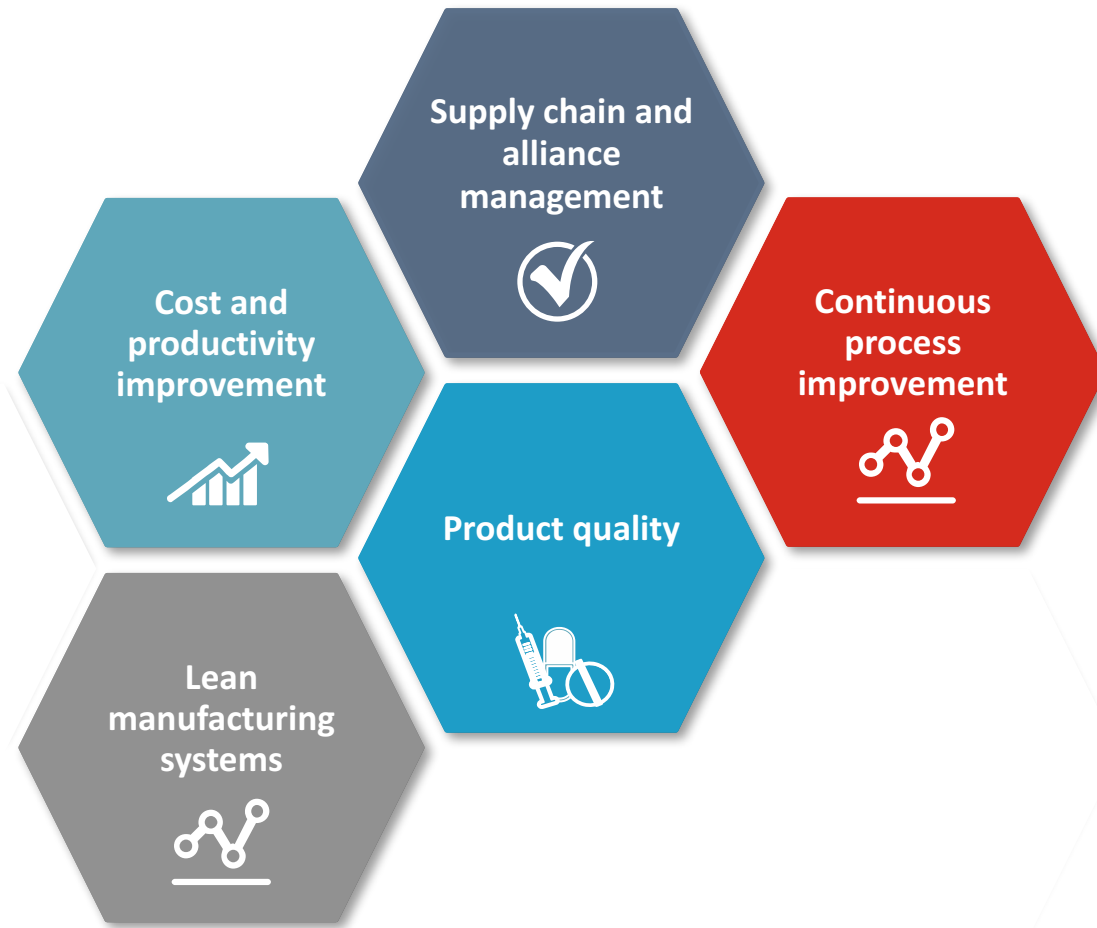 Supply chain and
alliance
management
Cost and
productivity
improvement
Continuous
process
improvement
Product quality
Lean
manufacturing
systems